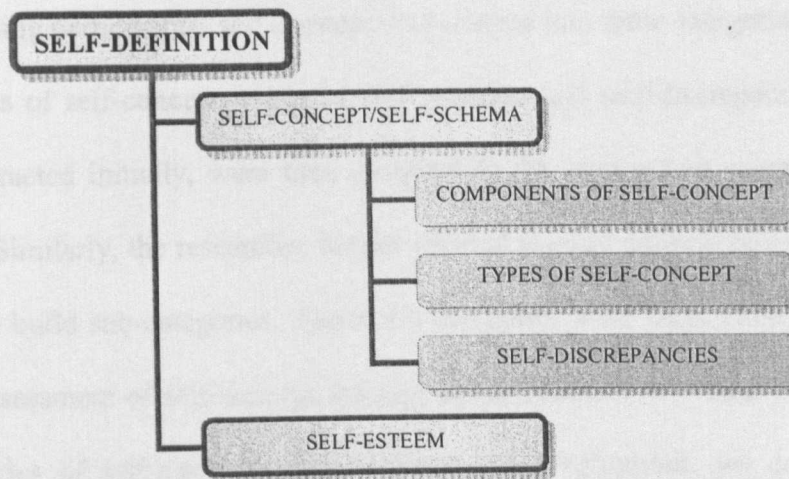 SELF-DEFINITION
SELF-CONCEPT/SELF-SCHEMA
COMPONENTS OF SELF-CONCEPT
TYPES OF SELF-CONCEPT
SELF-DISCREPANCIES
SELF-ESTEEM